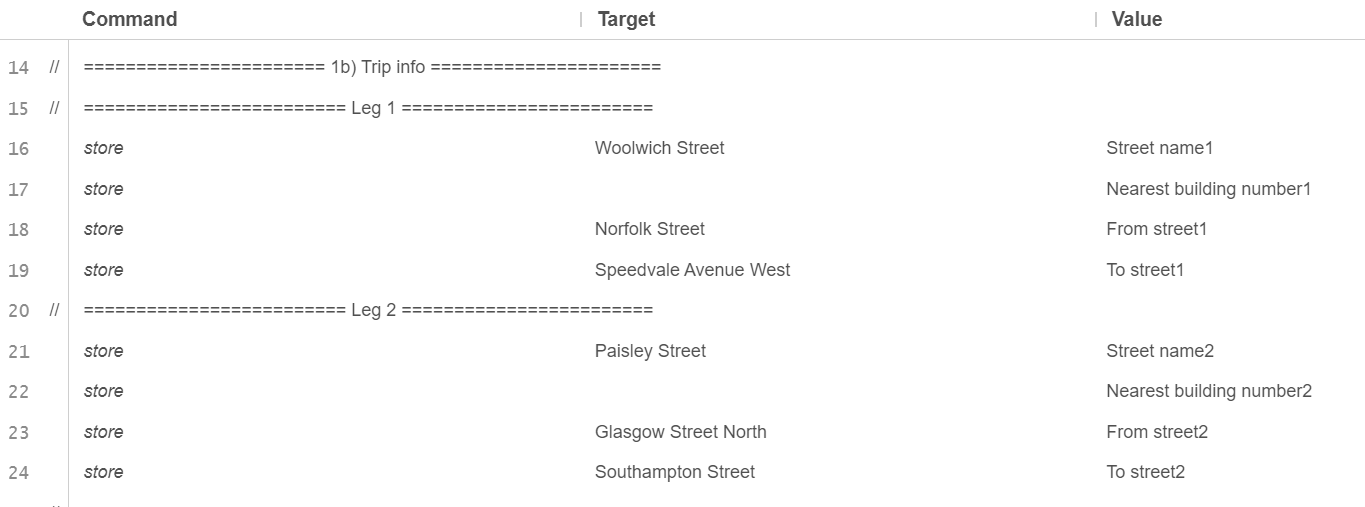 Command | Target | Value
14 // ======================= 1b) Trip info ======================
15 // ========================= Leg 1 ========================
16 store Woolwich Street Street name1
17 store Nearest building number1
18 store Norfolk Street From street1
19 store Speedvale Avenue West To street1
20 // ========================= Leg 2 ========================
21 store Paisley Street Street name2
22 store Nearest building number2
23 store Glasgow Street North From street2
24 store Southampton Street To street2